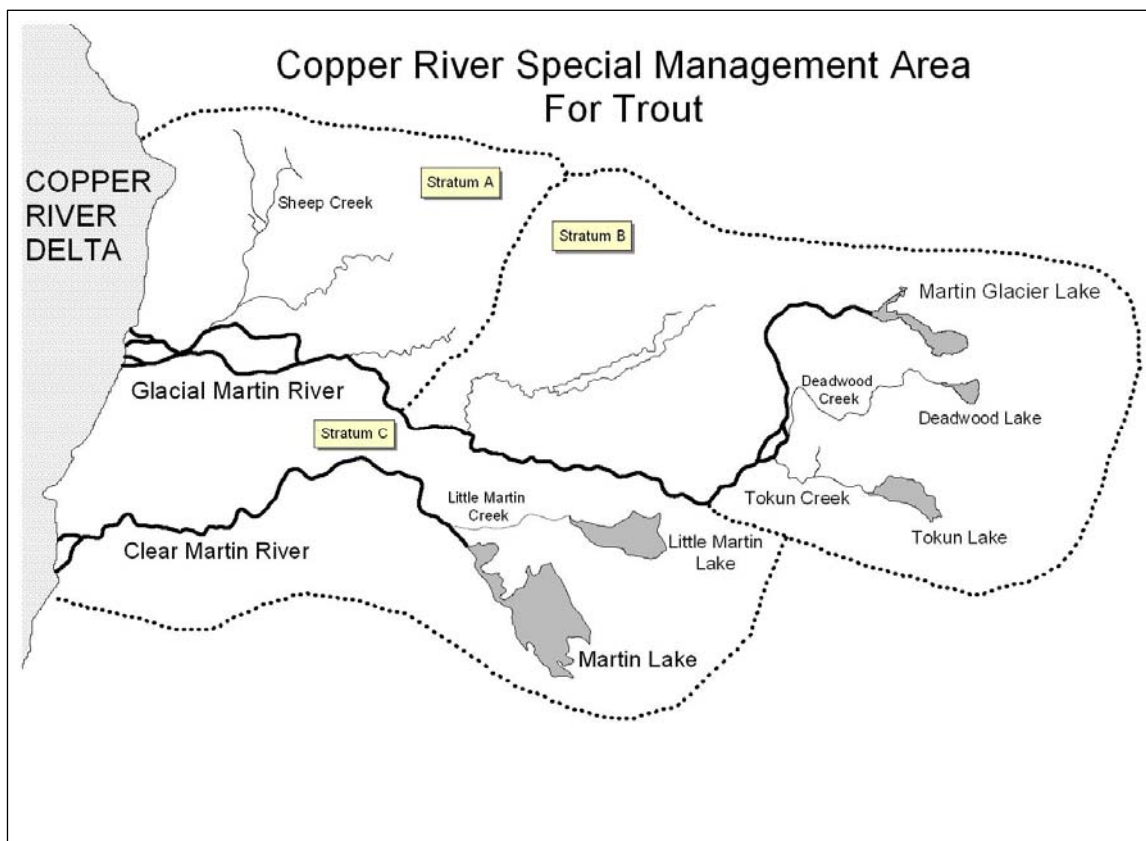 Copper River Special Management Area
For Trout
COPPER
RIVER
DELTA
Stratum A
Sheep Creek
Stratum B
Martin Glacier Lake
Glacial Martin River
Deadwood
Creek
Deadwood Lake
Stratum C
Little Martin
Creek
Tokun Creek
Tokun Lake
Clear Martin River
Little Martin
Lake
Martin Lake